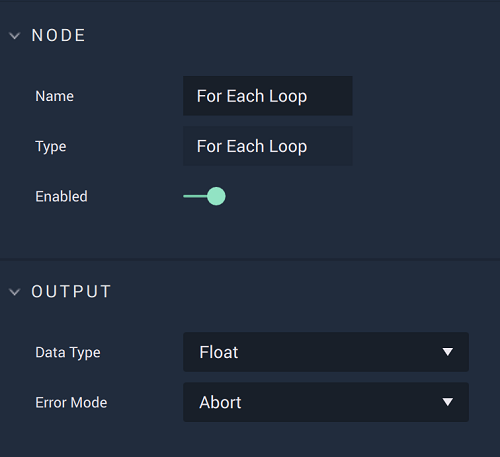 NODE
Name For Each Loop
Type For Each Loop
Enabled
OUTPUT
Data Type Float
Error Mode Abort